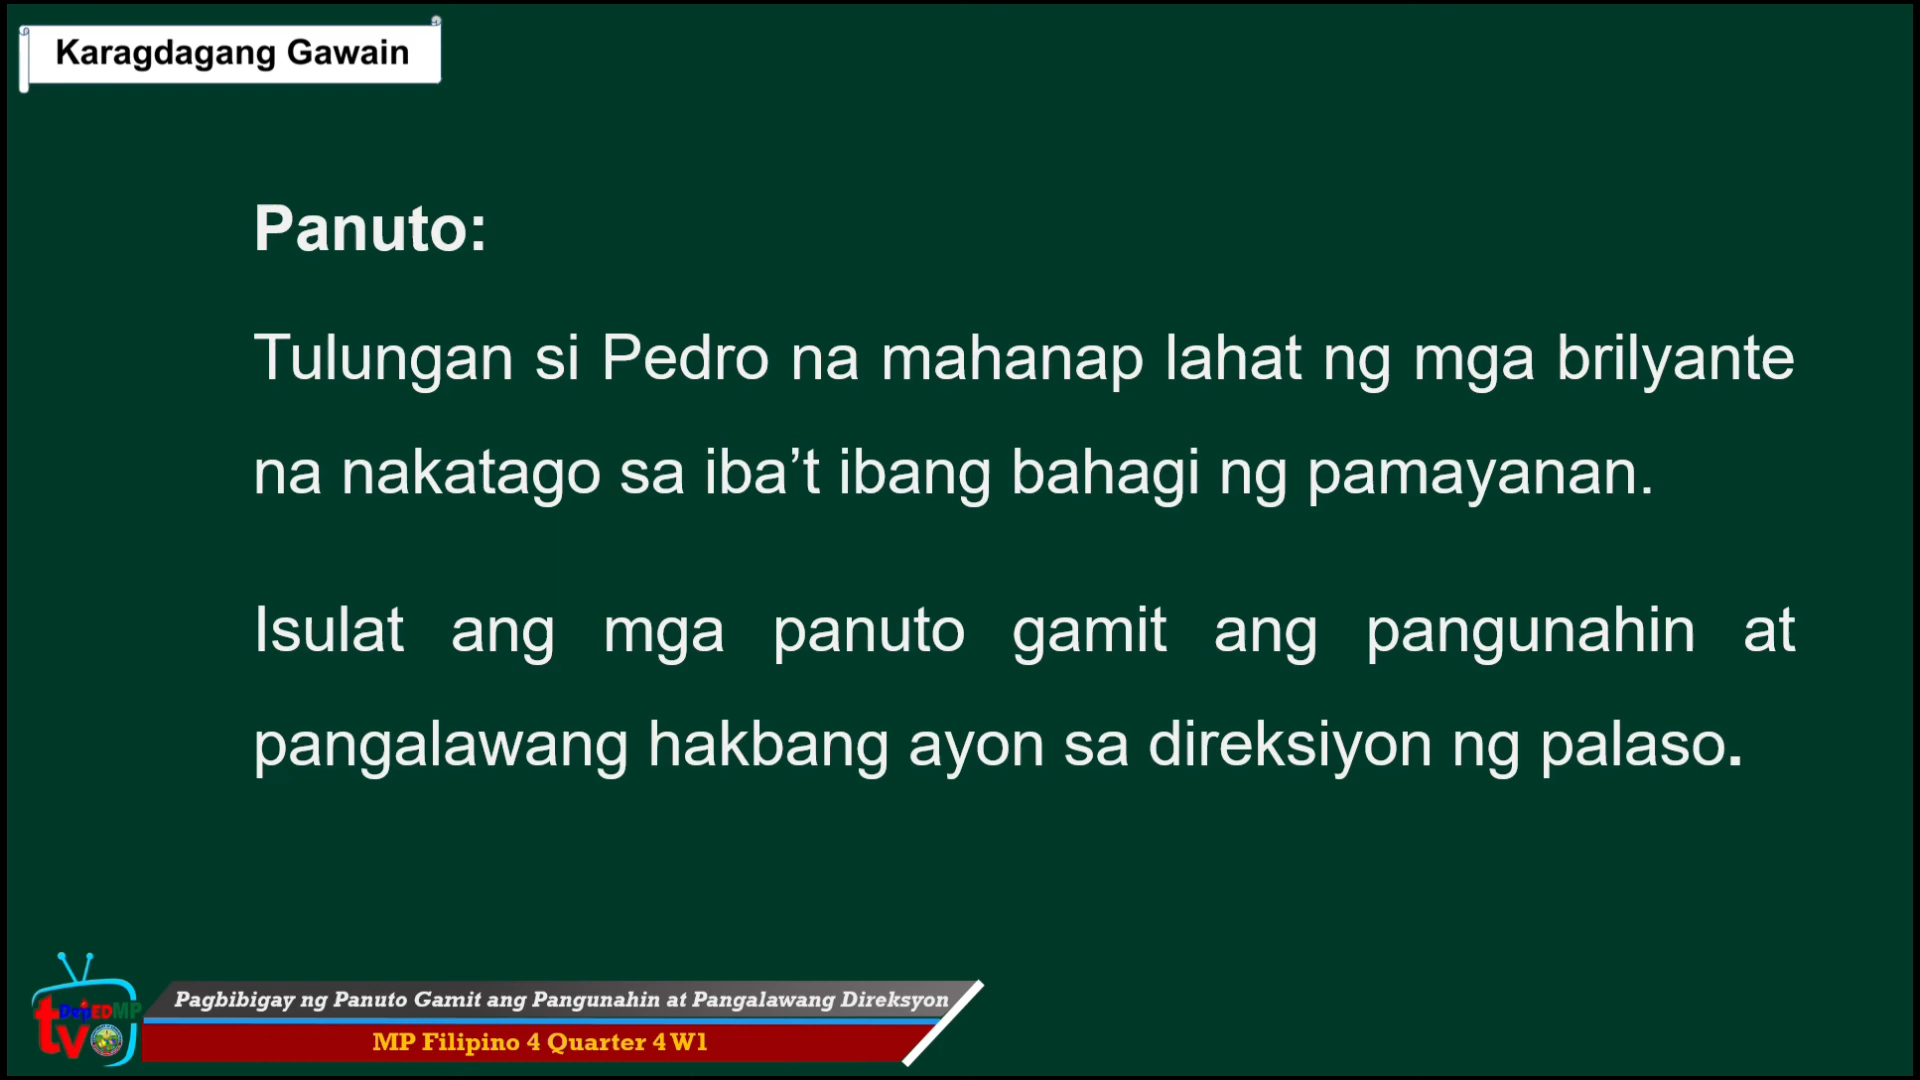 Karagdagang Gawain
Panuto:
Tulungan si Pedro na mahanap lahat ng mga brilyante
na nakatago sa iba’t ibang bahagi ng pamayanan.
Isulat ang mga panuto gamit ang pangunahin at
pangalawang hakbang ayon sa direksiyon ng palaso.
DepEDMP
tv
Pagbibigay ng Panuto Gamit ang Pangunahin at Pangalawang Direksyon
MP Filipino 4 Quarter 4 W1